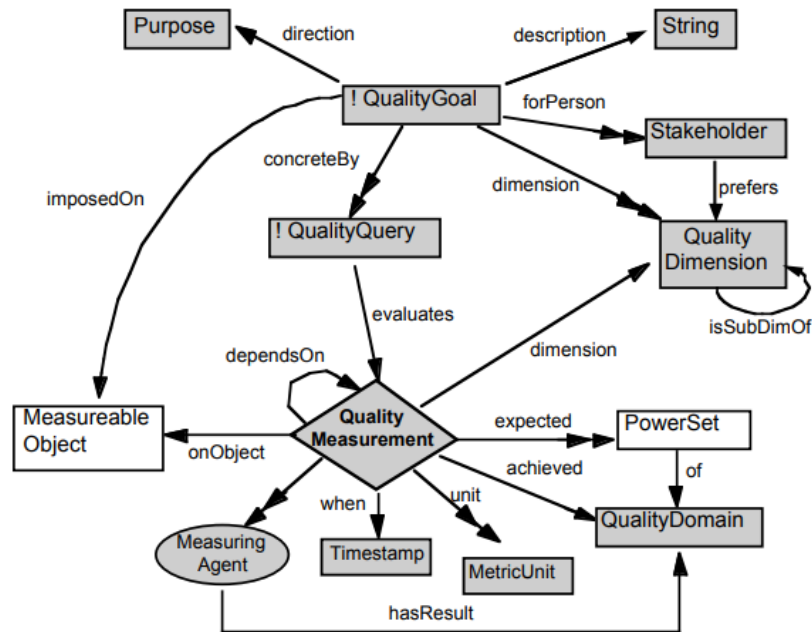 Purpose
direction
description
String
! QualityGoal
forPerson
Stakeholder
concreteBy
imposedOn
dimension
prefers
! QualityQuery
Quality
Dimension
evaluates
isSubDimOf
dependsOn
dimension
Measureable
Object
onObject
Quality
Measurement
expected
PowerSet
achieved
of
when
unit
QualityDomain
Measuring
Agent
Timestamp
MetricUnit
hasResult